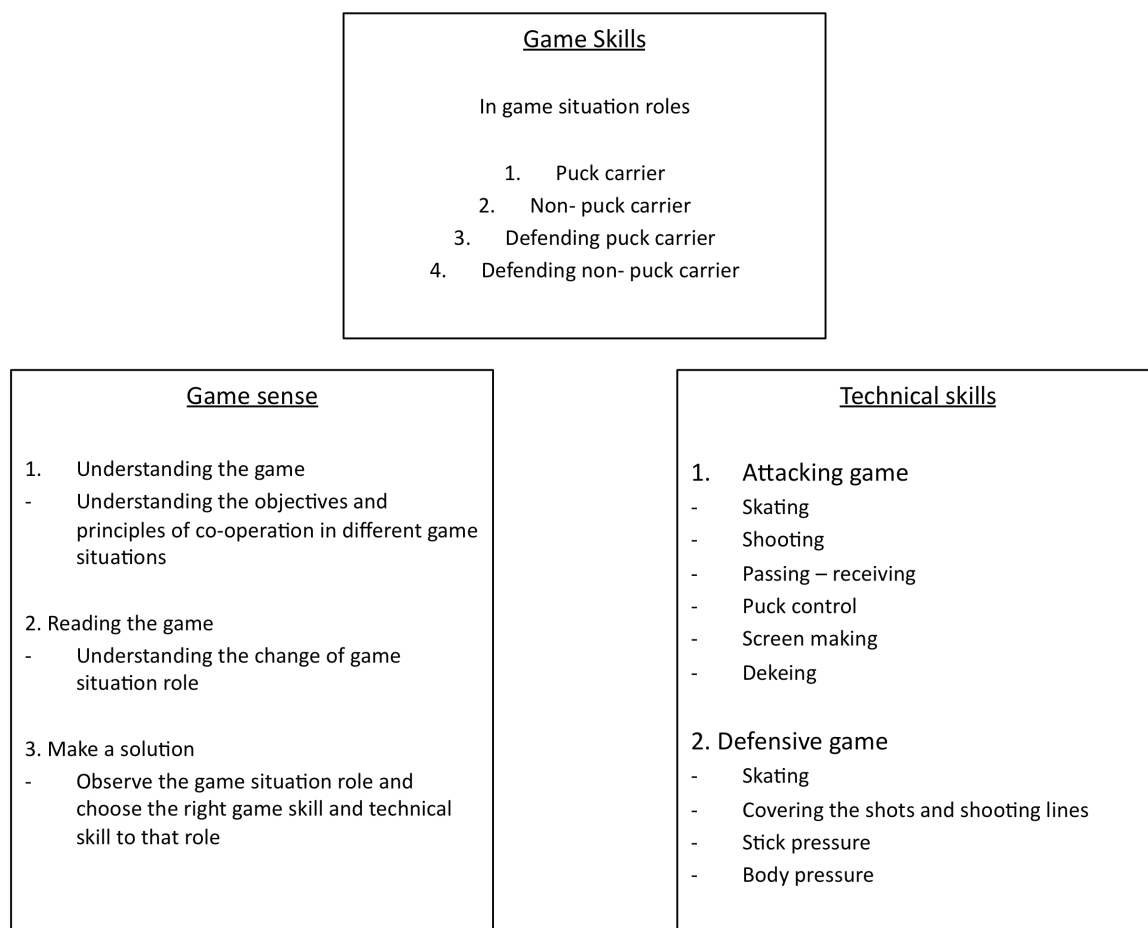 Game Skills
In game situation roles
1. Puck carrier
2. Non- puck carrier
3. Defending puck carrier
4. Defending non- puck carrier
Game sense
1. Understanding the game
- Understanding the objectives and
principles of co-operation in different game
situations
2. Reading the game
- Understanding the change of game
situation role
3. Make a solution
- Observe the game situation role and
choose the right game skill and technical
skill to that role
Technical skills
1. Attacking game
- Skating
- Shooting
- Passing – receiving
- Puck control
- Screen making
- Dekeing
2. Defensive game
- Skating
- Covering the shots and shooting lines
- Stick pressure
- Body pressure